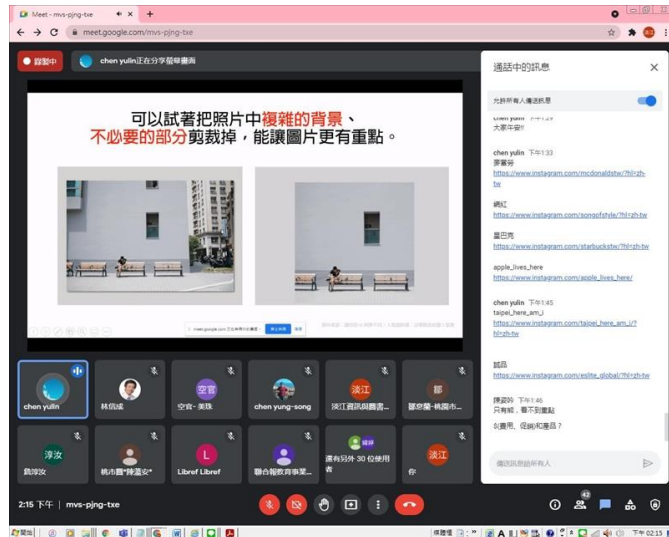 Meet - mvs-pjng-txe
meet.google.com/mvs-pjng-txe
錄製中
chen yulin正在分享螢幕畫面
可以試著把照片中複雜的背景、
不必要的部分剪裁掉，能讓圖片更有重點。
chen yulin
林信成
空官
空官- 美珠
chen yung-song
淡江
淡江資訊與圖書...
鄒
淳汝
桃市圖*陳盈安*
L
Libref Libref
聯合報教育事業...
還有另外 30 位使用
者
淡江
你
2:15 下午 | mvs-pjng-txe
通話中的訊息
允許所有人傳送訊息
大家午安!!
chen yulin 下午1:33
麥當勞
https://www.instagram.com/mcdonaldstw/?hl=zh-
tw
網紅
https://www.instagram.com/songofstyle/?hl=zh-tw
星巴克
https://www.instagram.com/starbuckstw/?hl=zh-tw
apple_lives_here
https://www.instagram.com/apple_lives_here/
chen yulin 下午1:45
taipei_here_am_i
https://www.instagram.com/taipei_here_am_i/?
hl=zh-tw
誠品
https://www.instagram.com/eslite_global/?hl=zh-tw
陳姿吟 下午1:46
只有鯨，看不到重點
傳送訊息給所有人
42
開始
下午 02:15